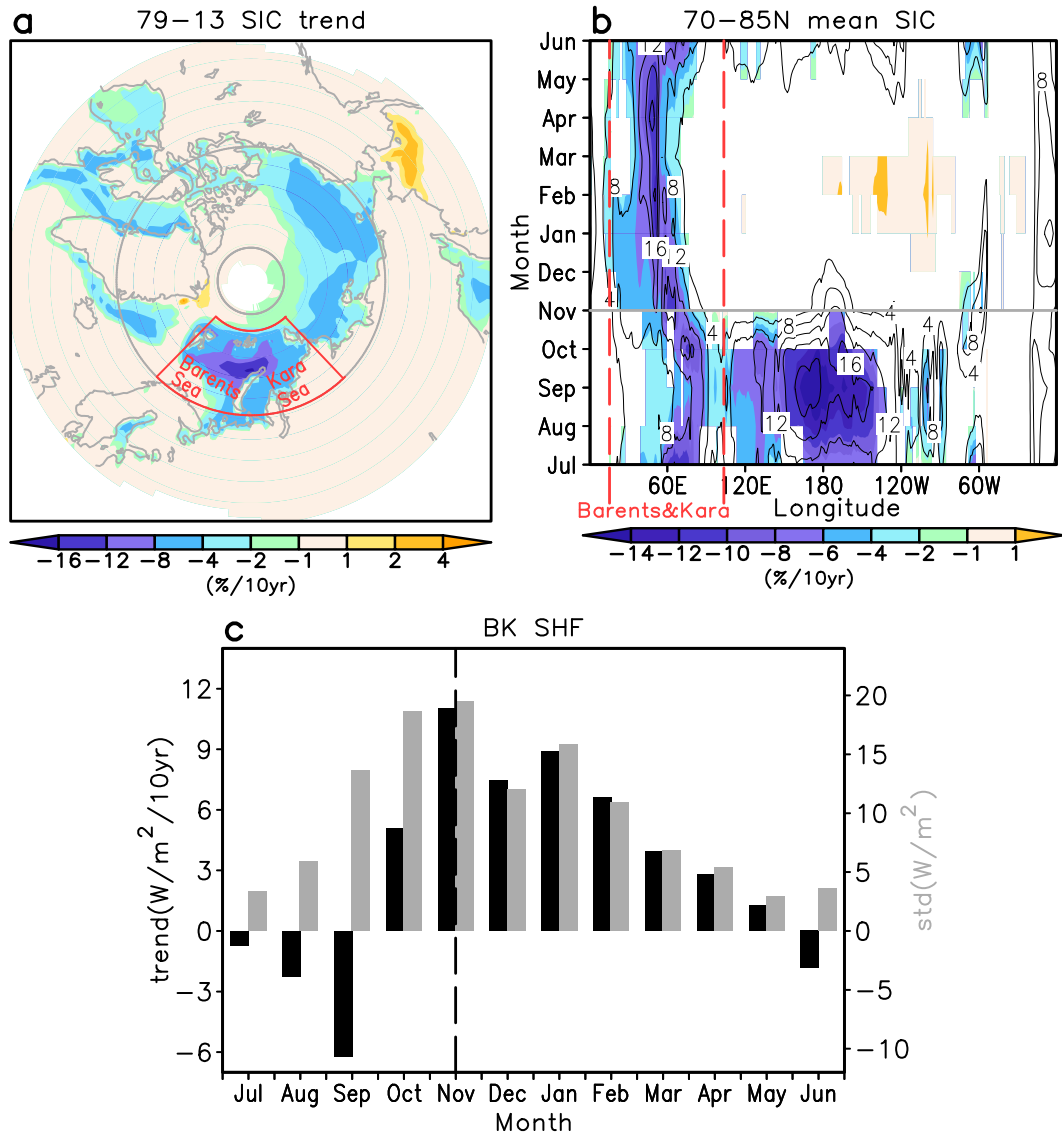 a
79-13 SIC trend
Barents
Sea
Kara
Sea
-16 -12 -8 -4 -2 -1 1 2 4
(%/10yr)
b
70-85N mean SIC
Month
Jun
May
Apr
Mar
Feb
Jan
Dec
Nov
Oct
Sep
Aug
Jul
12
8
8
8
16
12
4
8
4
4
8
4
4
16
12
12
8
8
60E 120E 180 120W 60W
Barents&Kara
Longitude
-14 -12 -10 -8 -6 -4 -2 -1 1
(%/10yr)
c
BK SHF
trend(W/m²/10yr)
12
9
6
3
0
-3
-6
20
15
10
5
0
-5
-10
std(W/m²)
Jul Aug Sep Oct Nov Dec Jan Feb Mar Apr May Jun
Month